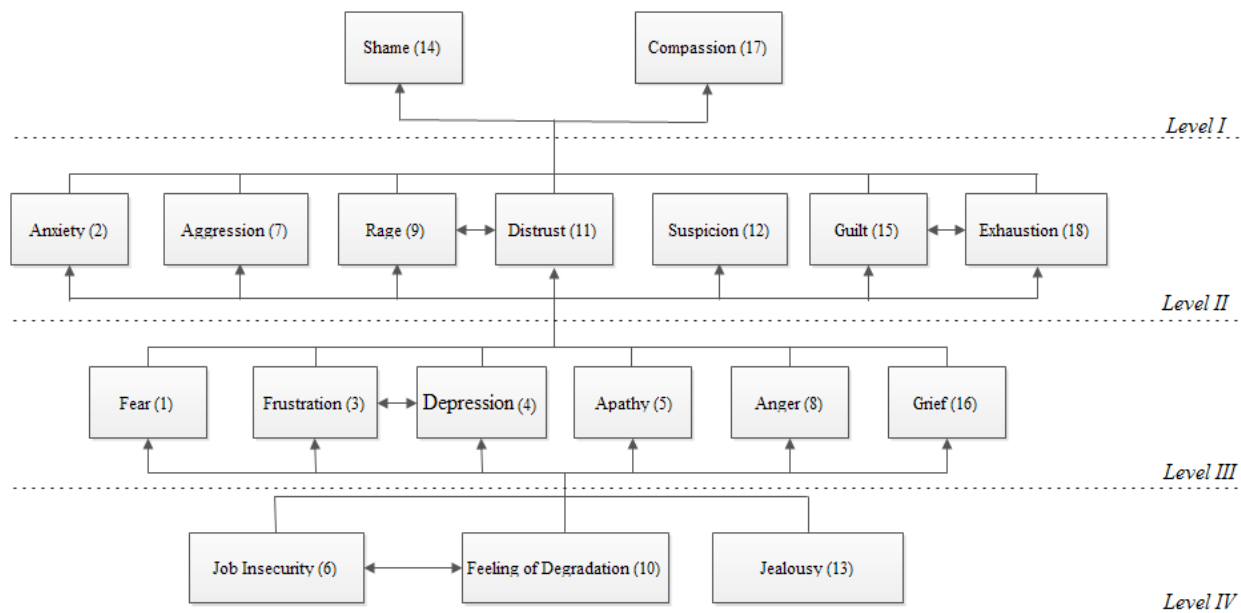 Shame (14)
Compassion (17)
Level I
Anxiety (2)
Aggression (7)
Rage (9)
Distrust (11)
Suspicion (12)
Guilt (15)
Exhaustion (18)
Level II
Fear (1)
Frustration (3)
Depression (4)
Apathy (5)
Anger (8)
Grief (16)
Level III
Job Insecurity (6)
Feeling of Degradation (10)
Jealousy (13)
Level IV